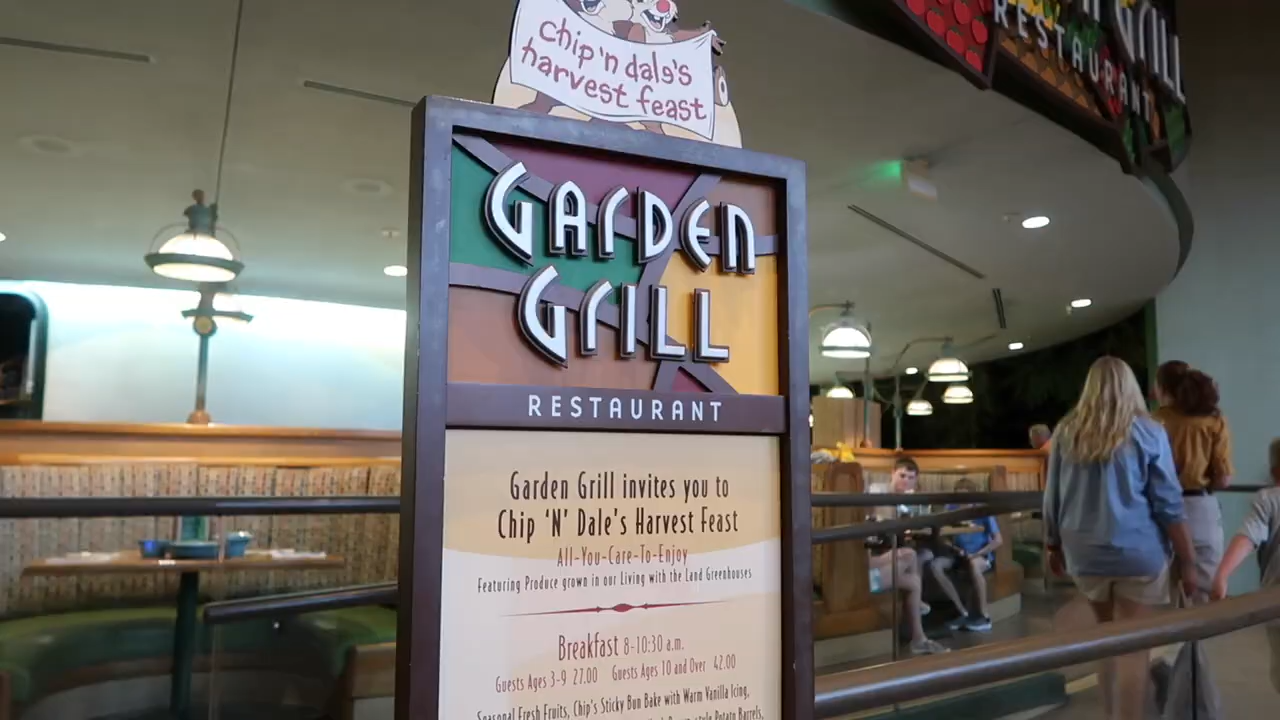 chip 'n dale's
harvest feast
GRILL
RESTAURANT
GARDEN
GRILL
RESTAURANT
Garden Grill invites you to
Chip 'N' Dale's Harvest Feast
All-You-Care-To-Enjoy
Featuring Produce grown in our Living with the Land Greenhouses
Breakfast 8-10:30 a.m.
Guests Ages 3-9 27.00 Guests Ages 10 and Over 42.00
Seasonal Fresh Fruits, Chip's Sticky Bun Bake with Warm Vanilla Icing,
Potato Barrels,